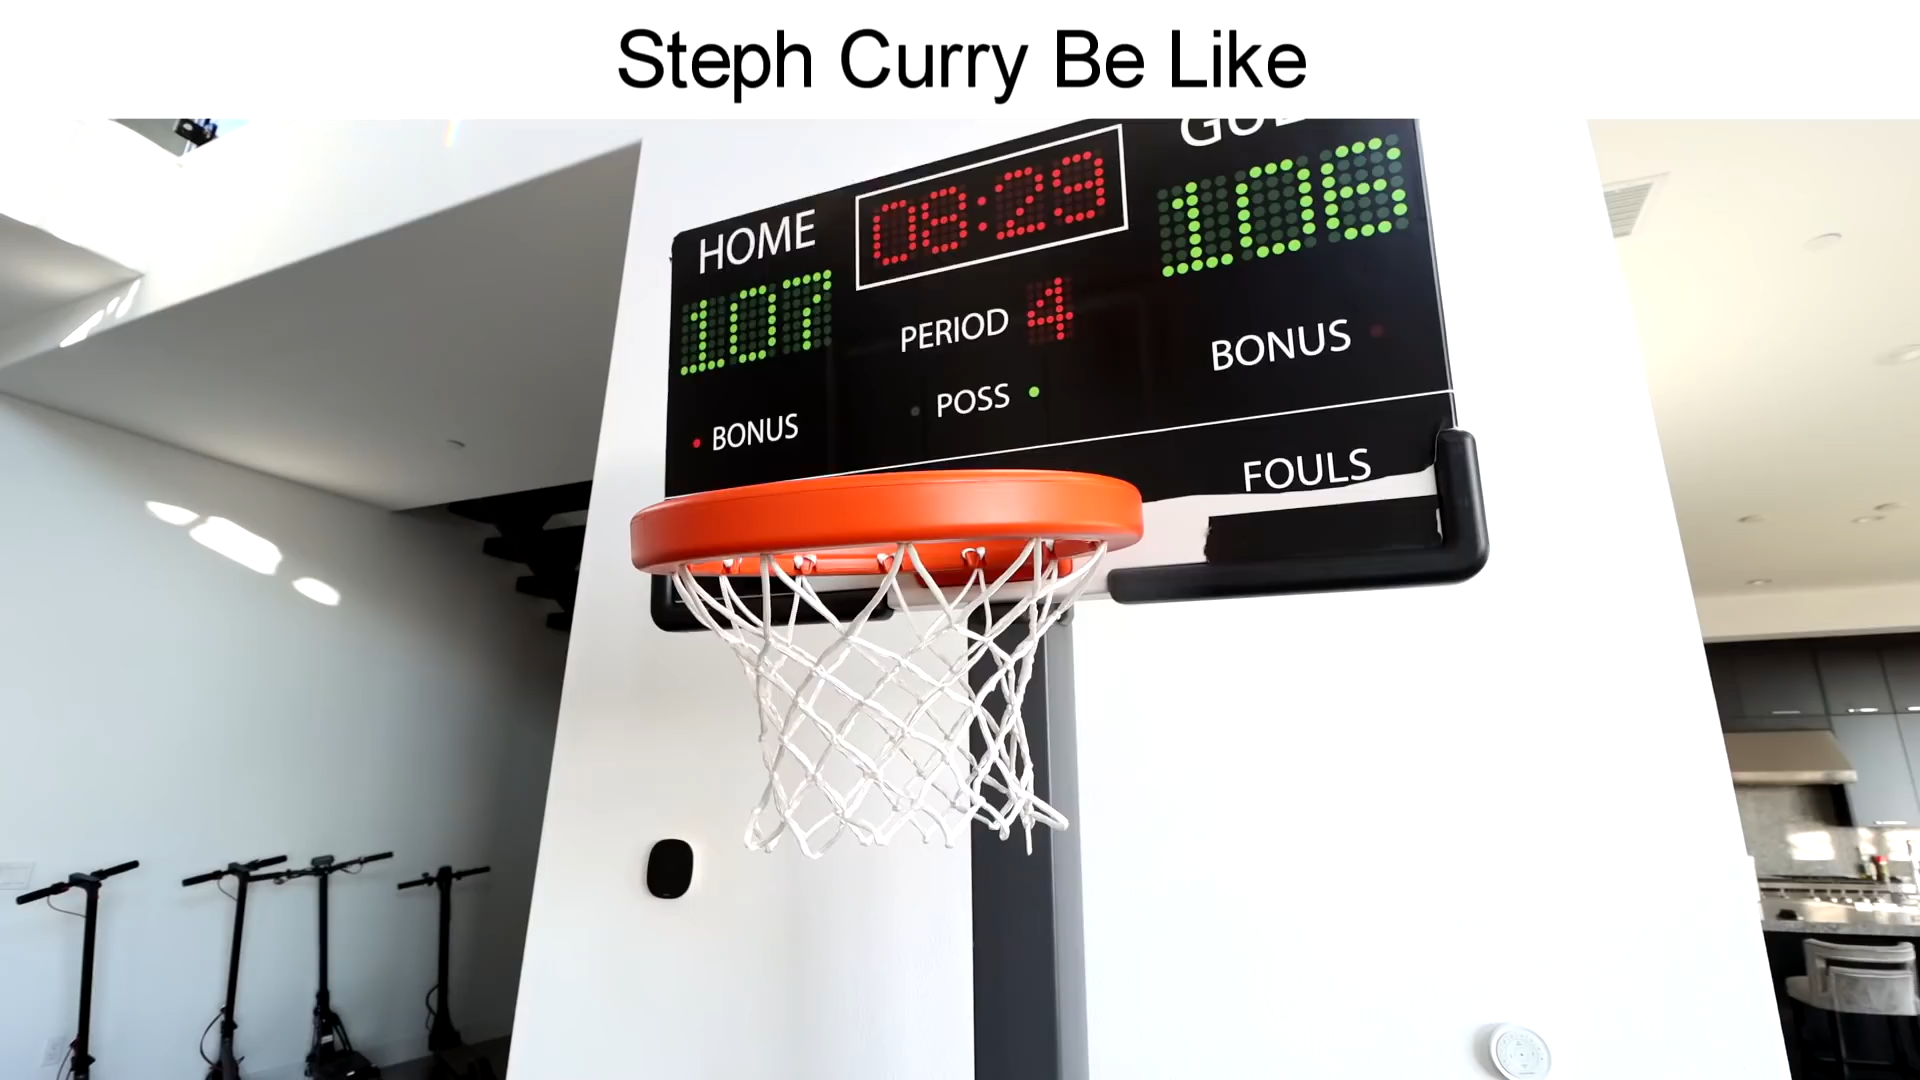 Steph Curry Be Like
HOME
08:29
107
108
PERIOD 4
BONUS
POSS
BONUS
FOULS